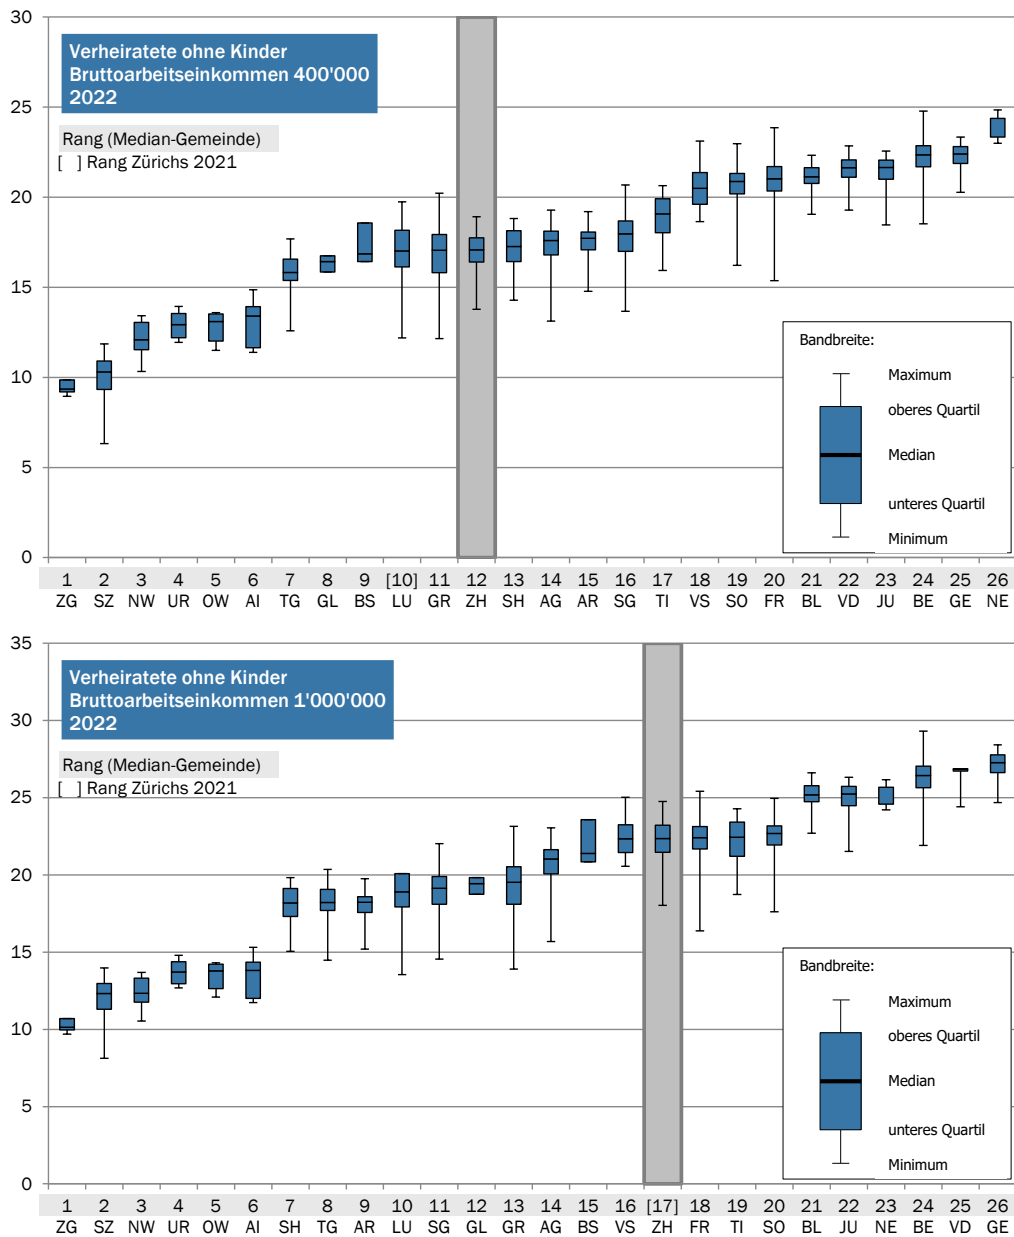 30
25
20
15
10
5
0
Verheiratete ohne Kinder
Bruttoarbeitseinkommen 400'000
2022
Rang (Median-Gemeinde)
[ ] Rang Zürichs 2021
Bandbreite:
Maximum
oberes Quartil
Median
unteres Quartil
Minimum
1 2 3 4 5 6 7 8 9 [10] 11 12 13 14 15 16 17 18 19 20 21 22 23 24 25 26
ZG SZ NW UR OW AI TG GL BS LU GR ZH SH AG AR SG TI VS SO FR BL VD JU BE GE NE
35
30
25
20
15
10
5
0
Verheiratete ohne Kinder
Bruttoarbeitseinkommen 1'000'000
2022
Rang (Median-Gemeinde)
[ ] Rang Zürichs 2021
Bandbreite:
Maximum
oberes Quartil
Median
unteres Quartil
Minimum
1 2 3 4 5 6 7 8 9 10 11 12 13 14 15 16 [17] 18 19 20 21 22 23 24 25 26
ZG SZ NW UR OW AI SH TG AR LU SG GL GR AG BS VS ZH FR TI SO BL JU NE BE VD GE